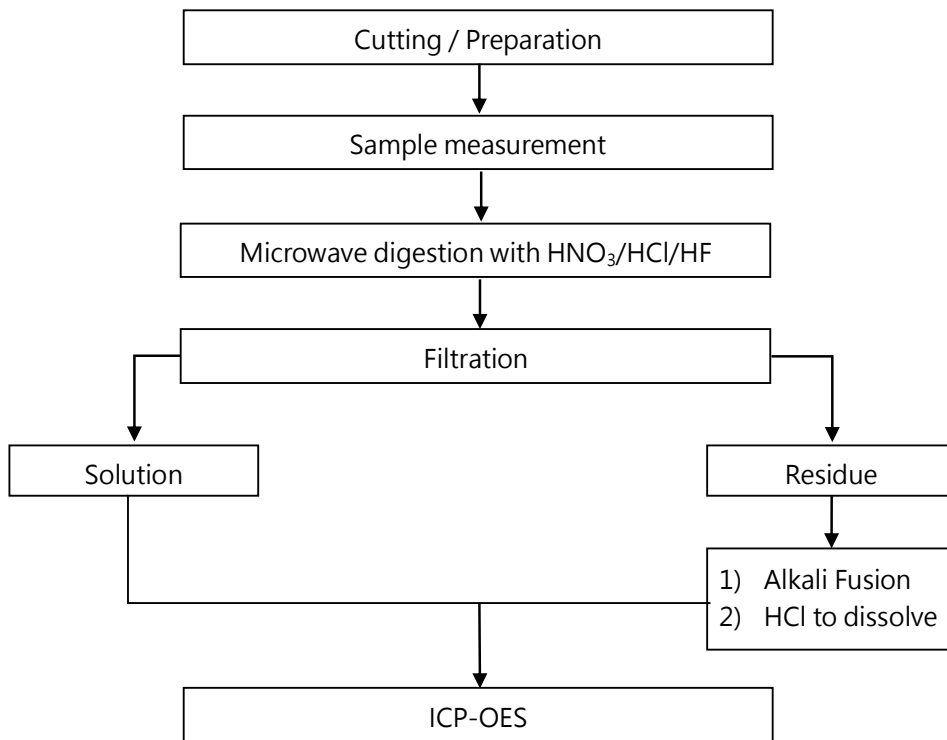 Cutting / Preparation
Sample measurement
Microwave digestion with HNO₃/HCl/HF
Filtration
Solution
Residue
1) Alkali Fusion
2) HCl to dissolve
ICP-OES